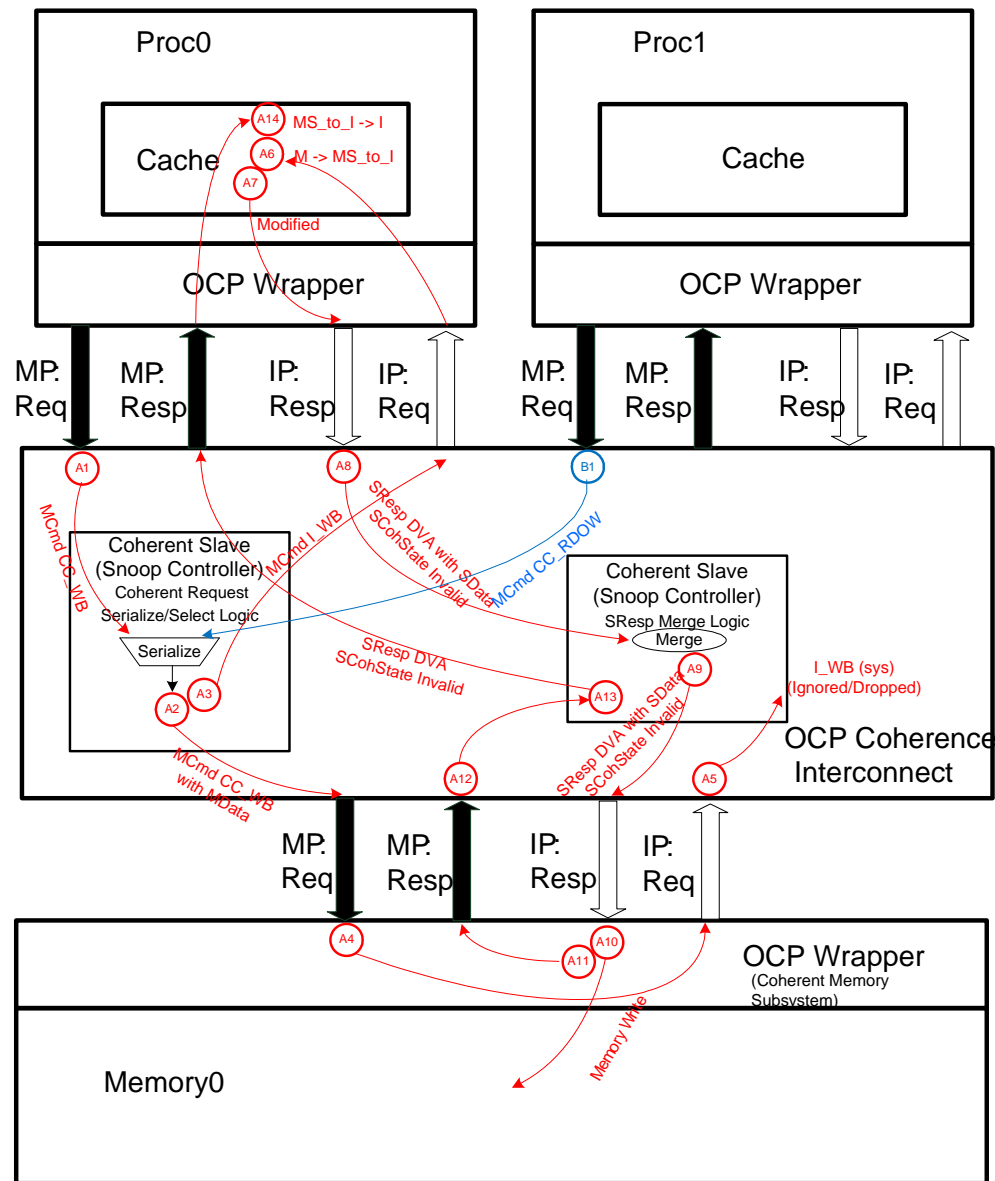 Proc0
Proc1
A14
MS_to_I -> I
A6
M -> MS_to_I
Cache
A7
Modified
Cache
OCP Wrapper
OCP Wrapper
MP:
Req
MP:
Resp
IP:
Resp
IP:
Req
MP:
Req
MP:
Resp
IP:
Resp
IP:
Req
A1
A8
B1
MCmd CC_WB
MCmd I_WB
SResp DVA with SData
SCohState Invalid
MCmd CC_RDOW
Coherent Slave
(Snoop Controller)
Coherent Request
Serialize/Select Logic
Serialize
A2
A3
Coherent Slave
(Snoop Controller)
SResp Merge Logic
Merge
A9
A13
SResp DVA
SCohState Invalid
I_WB (sys)
(Ignored/Dropped)
SResp DVA with SData
SCohState Invalid
MCmd CC_WB
with MData
A12
A5
OCP Coherence
Interconnect
MP:
Req
MP:
Resp
IP:
Resp
IP:
Req
A4
A11
A10
OCP Wrapper
(Coherent Memory
Subsystem)
Memory Write
Memory0